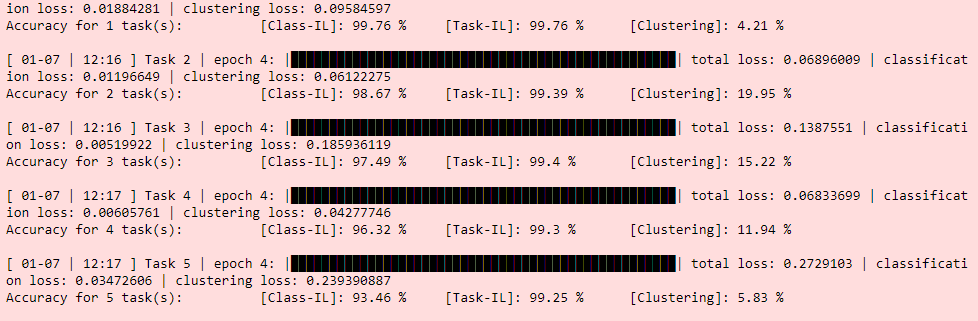 ion loss: 0.01884281 | clustering loss: 0.09584597
Accuracy for 1 task(s): [Class-IL]: 99.76 % [Task-IL]: 99.76 % [Clustering]: 4.21 %
[ 01-07 | 12:16 ] Task 2 | epoch 4: | | total loss: 0.06896009 | classificat
ion loss: 0.01196649 | clustering loss: 0.06122275
Accuracy for 2 task(s): [Class-IL]: 98.67 % [Task-IL]: 99.39 % [Clustering]: 19.95 %
[ 01-07 | 12:16 ] Task 3 | epoch 4: | | total loss: 0.1387551 | classificati
on loss: 0.00519922 | clustering loss: 0.185936119
Accuracy for 3 task(s): [Class-IL]: 97.49 % [Task-IL]: 99.4 % [Clustering]: 15.22 %
[ 01-07 | 12:17 ] Task 4 | epoch 4: | | total loss: 0.06833699 | classificat
ion loss: 0.00605761 | clustering loss: 0.04277746
Accuracy for 4 task(s): [Class-IL]: 96.32 % [Task-IL]: 99.3 % [Clustering]: 11.94 %
[ 01-07 | 12:17 ] Task 5 | epoch 4: | | total loss: 0.2729103 | classificati
on loss: 0.03472606 | clustering loss: 0.239390887
Accuracy for 5 task(s): [Class-IL]: 93.46 % [Task-IL]: 99.25 % [Clustering]: 5.83 %